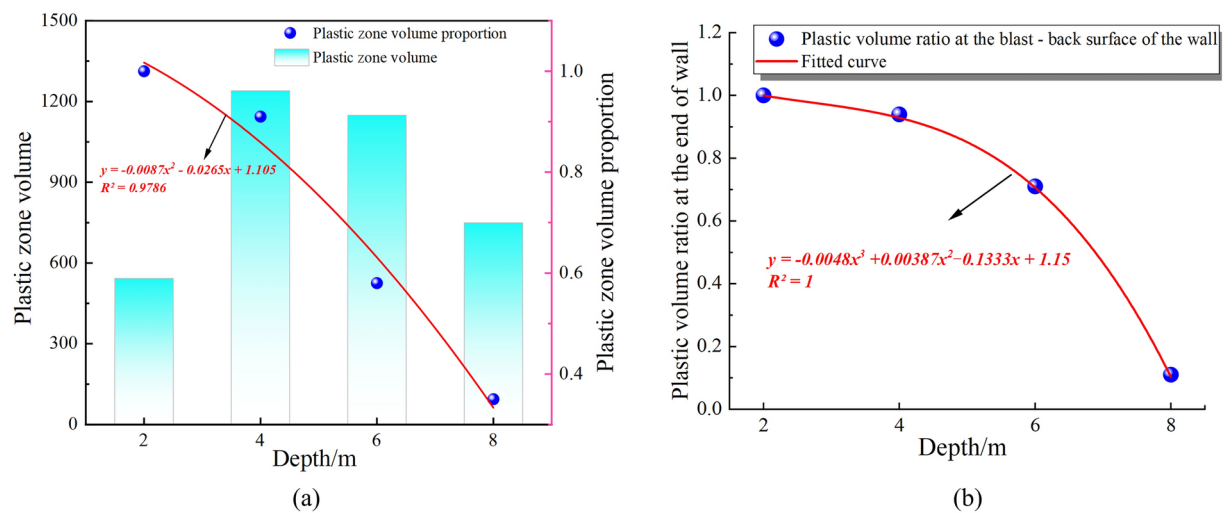 1500
1200
900
600
300
0
Plastic zone volume
Plastic zone volume proportion
Plastic zone volume
y = -0.0087x² - 0.0265x + 1.105
R² = 0.9786
1.0
0.8
0.6
0.4
Plastic zone volume proportion
2 4 6 8
Depth/m
(a)
1.2
1.0
0.8
0.6
0.4
0.2
0.0
Plastic volume ratio at the end of wall
Plastic volume ratio at the blast - back surface of the wall
Fitted curve
y = -0.0048x³ +0.00387x²−0.1333x + 1.15
R² = 1
2 4 6 8
Depth/m
(b)